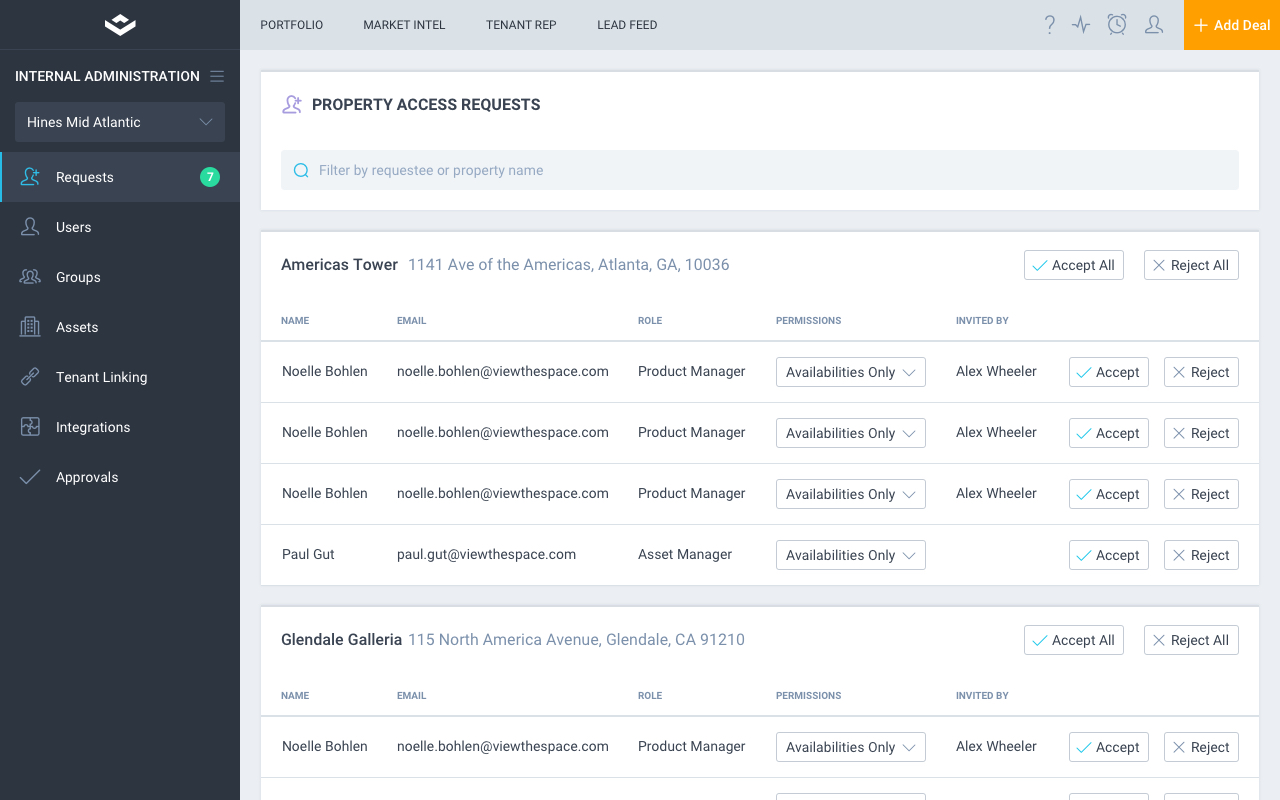 PORTFOLIO MARKET INTEL TENANT REP LEAD FEED ? + Add Deal
INTERNAL ADMINISTRATION
Hines Mid Atlantic
Requests 7
Users
Groups
Assets
Tenant Linking
Integrations
Approvals
PROPERTY ACCESS REQUESTS
Filter by requestee or property name
Americas Tower 1141 Ave of the Americas, Atlanta, GA, 10036 Accept All Reject All
NAME EMAIL ROLE PERMISSIONS INVITED BY
Noelle Bohlen noelle.bohlen@viewthespace.com Product Manager Availabilities Only Alex Wheeler Accept Reject
Noelle Bohlen noelle.bohlen@viewthespace.com Product Manager Availabilities Only Alex Wheeler Accept Reject
Noelle Bohlen noelle.bohlen@viewthespace.com Product Manager Availabilities Only Alex Wheeler Accept Reject
Paul Gut paul.gut@viewthespace.com Asset Manager Availabilities Only Accept Reject
Glendale Galleria 115 North America Avenue, Glendale, CA 91210 Accept All Reject All
NAME EMAIL ROLE PERMISSIONS INVITED BY
Noelle Bohlen noelle.bohlen@viewthespace.com Product Manager Availabilities Only Alex Wheeler Accept Reject